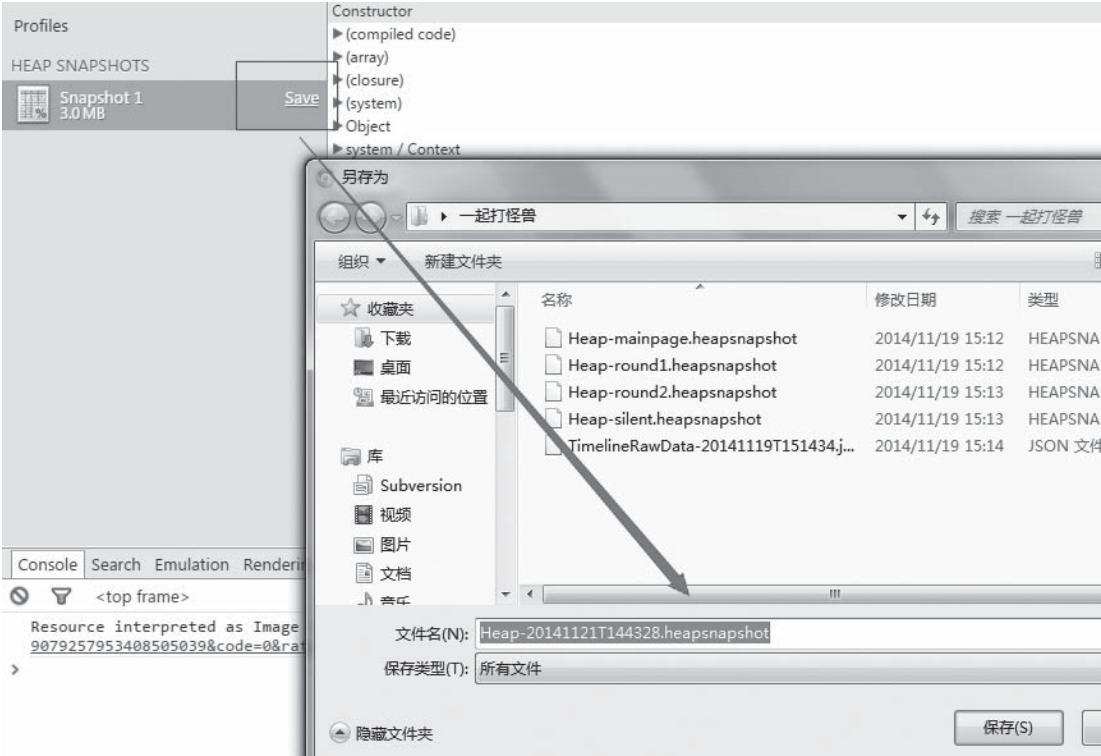 Profiles
HEAP SNAPSHOTS
Snapshot 1
3.0 MB
Save
Constructor
(compiled code)
(array)
(closure)
(system)
Object
system / Context
另存为
一起打怪兽
搜索 一起打怪兽
组织
新建文件夹
收藏夹
下载
桌面
最近访问的位置
库
Subversion
视频
图片
文档
音乐
名称 修改日期 类型
Heap-mainpage.heapsnapshot 2014/11/19 15:12 HEAPSNA
Heap-round1.heapsnapshot 2014/11/19 15:12 HEAPSNA
Heap-round2.heapsnapshot 2014/11/19 15:13 HEAPSNA
Heap-silent.heapsnapshot 2014/11/19 15:13 HEAPSNA
TimelineRawData-20141119T151434.j... 2014/11/19 15:14 JSON 文件
文件名(N): Heap-20141121T144328.heapsnapshot
保存类型(T): 所有文件
隐藏文件夹
保存(S)
Console Search Emulation Renderin
<top frame>
Resource interpreted as Image
9079257953408505039&code=0&rat